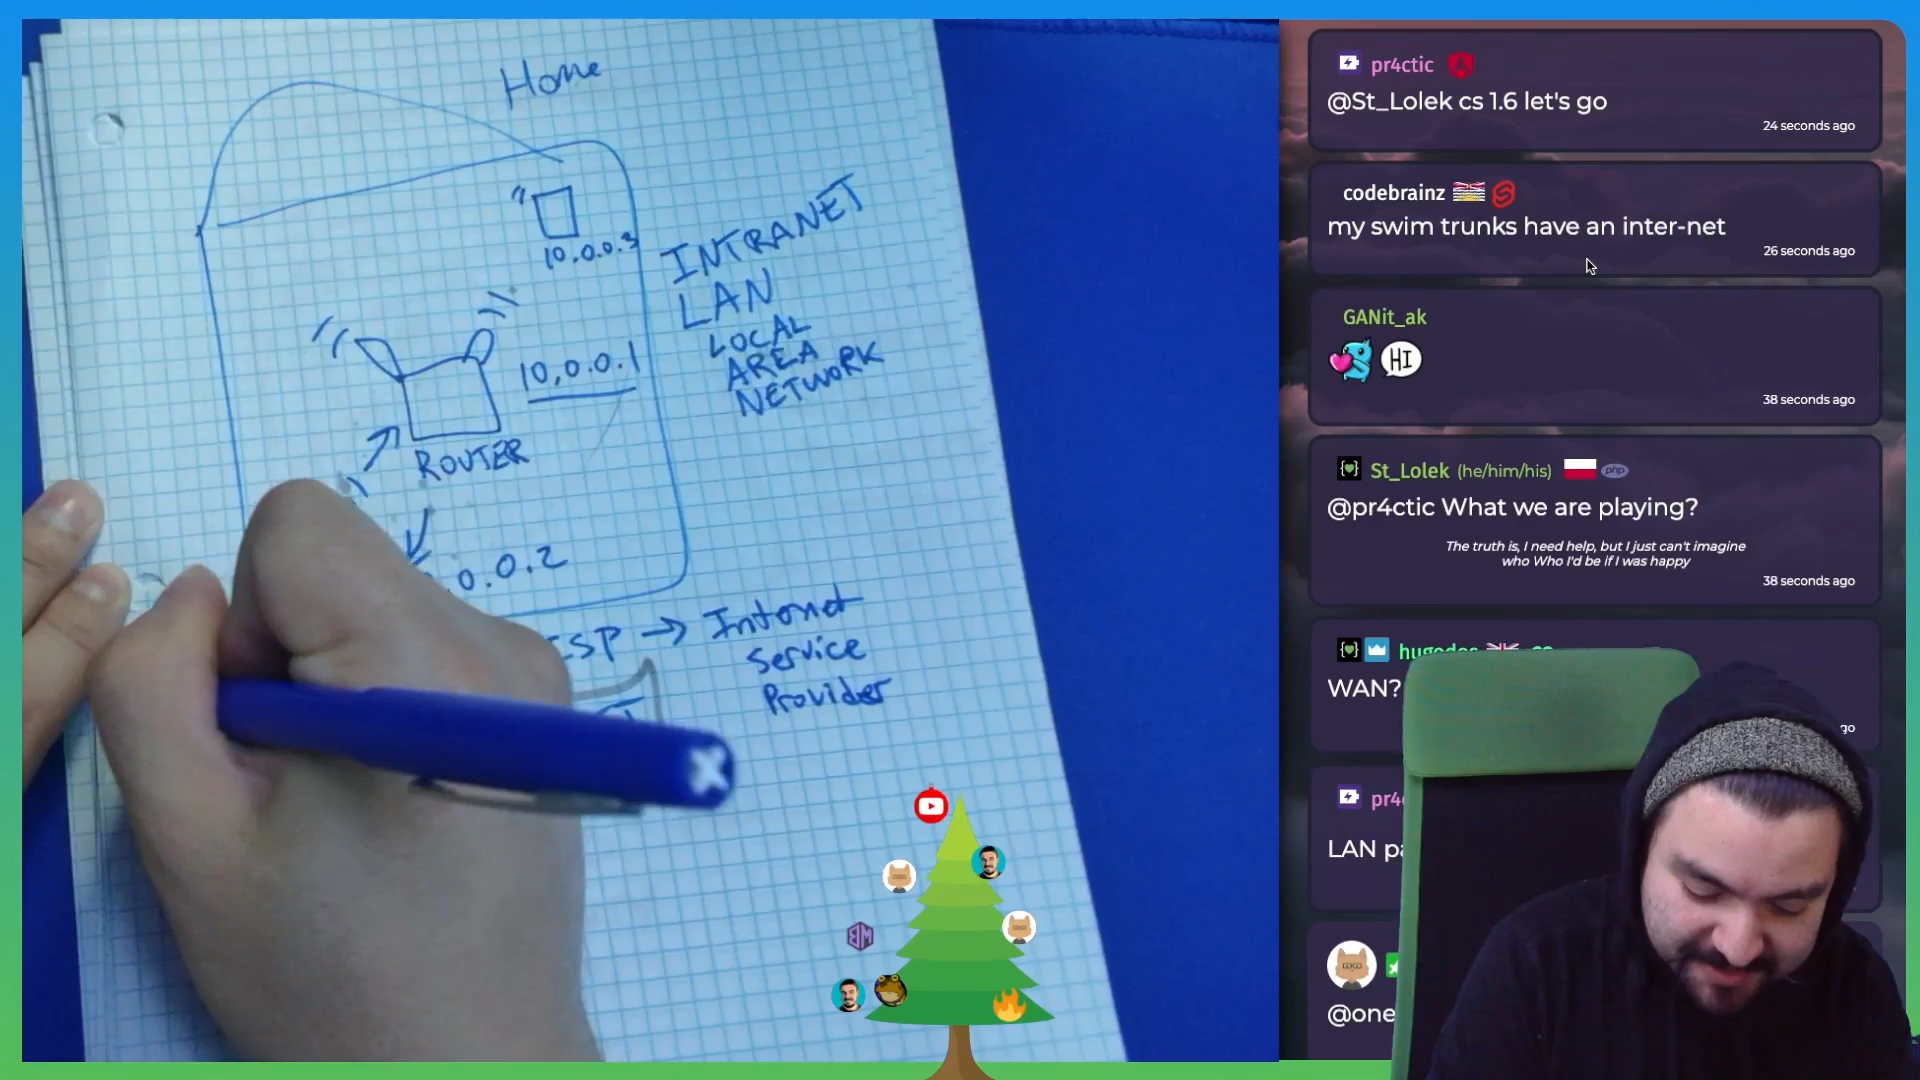 Home
10.0.0.3
INTRANET
LAN
LOCAL
AREA
NETWORK
10,0.0.1
ROUTER
.0.0.2
ISP → Internet
Service
Provider
pr4ctic
@St_Lolek cs 1.6 let's go
24 seconds ago
codebrainz
my swim trunks have an inter-net
26 seconds ago
GANit_ak
HI
38 seconds ago
St_Lolek (he/him/his) php
@pr4ctic What we are playing?
The truth is, I need help, but I just can't imagine
who Who I'd be if I was happy
38 seconds ago
WAN?
go
pr4
LAN pa
@one